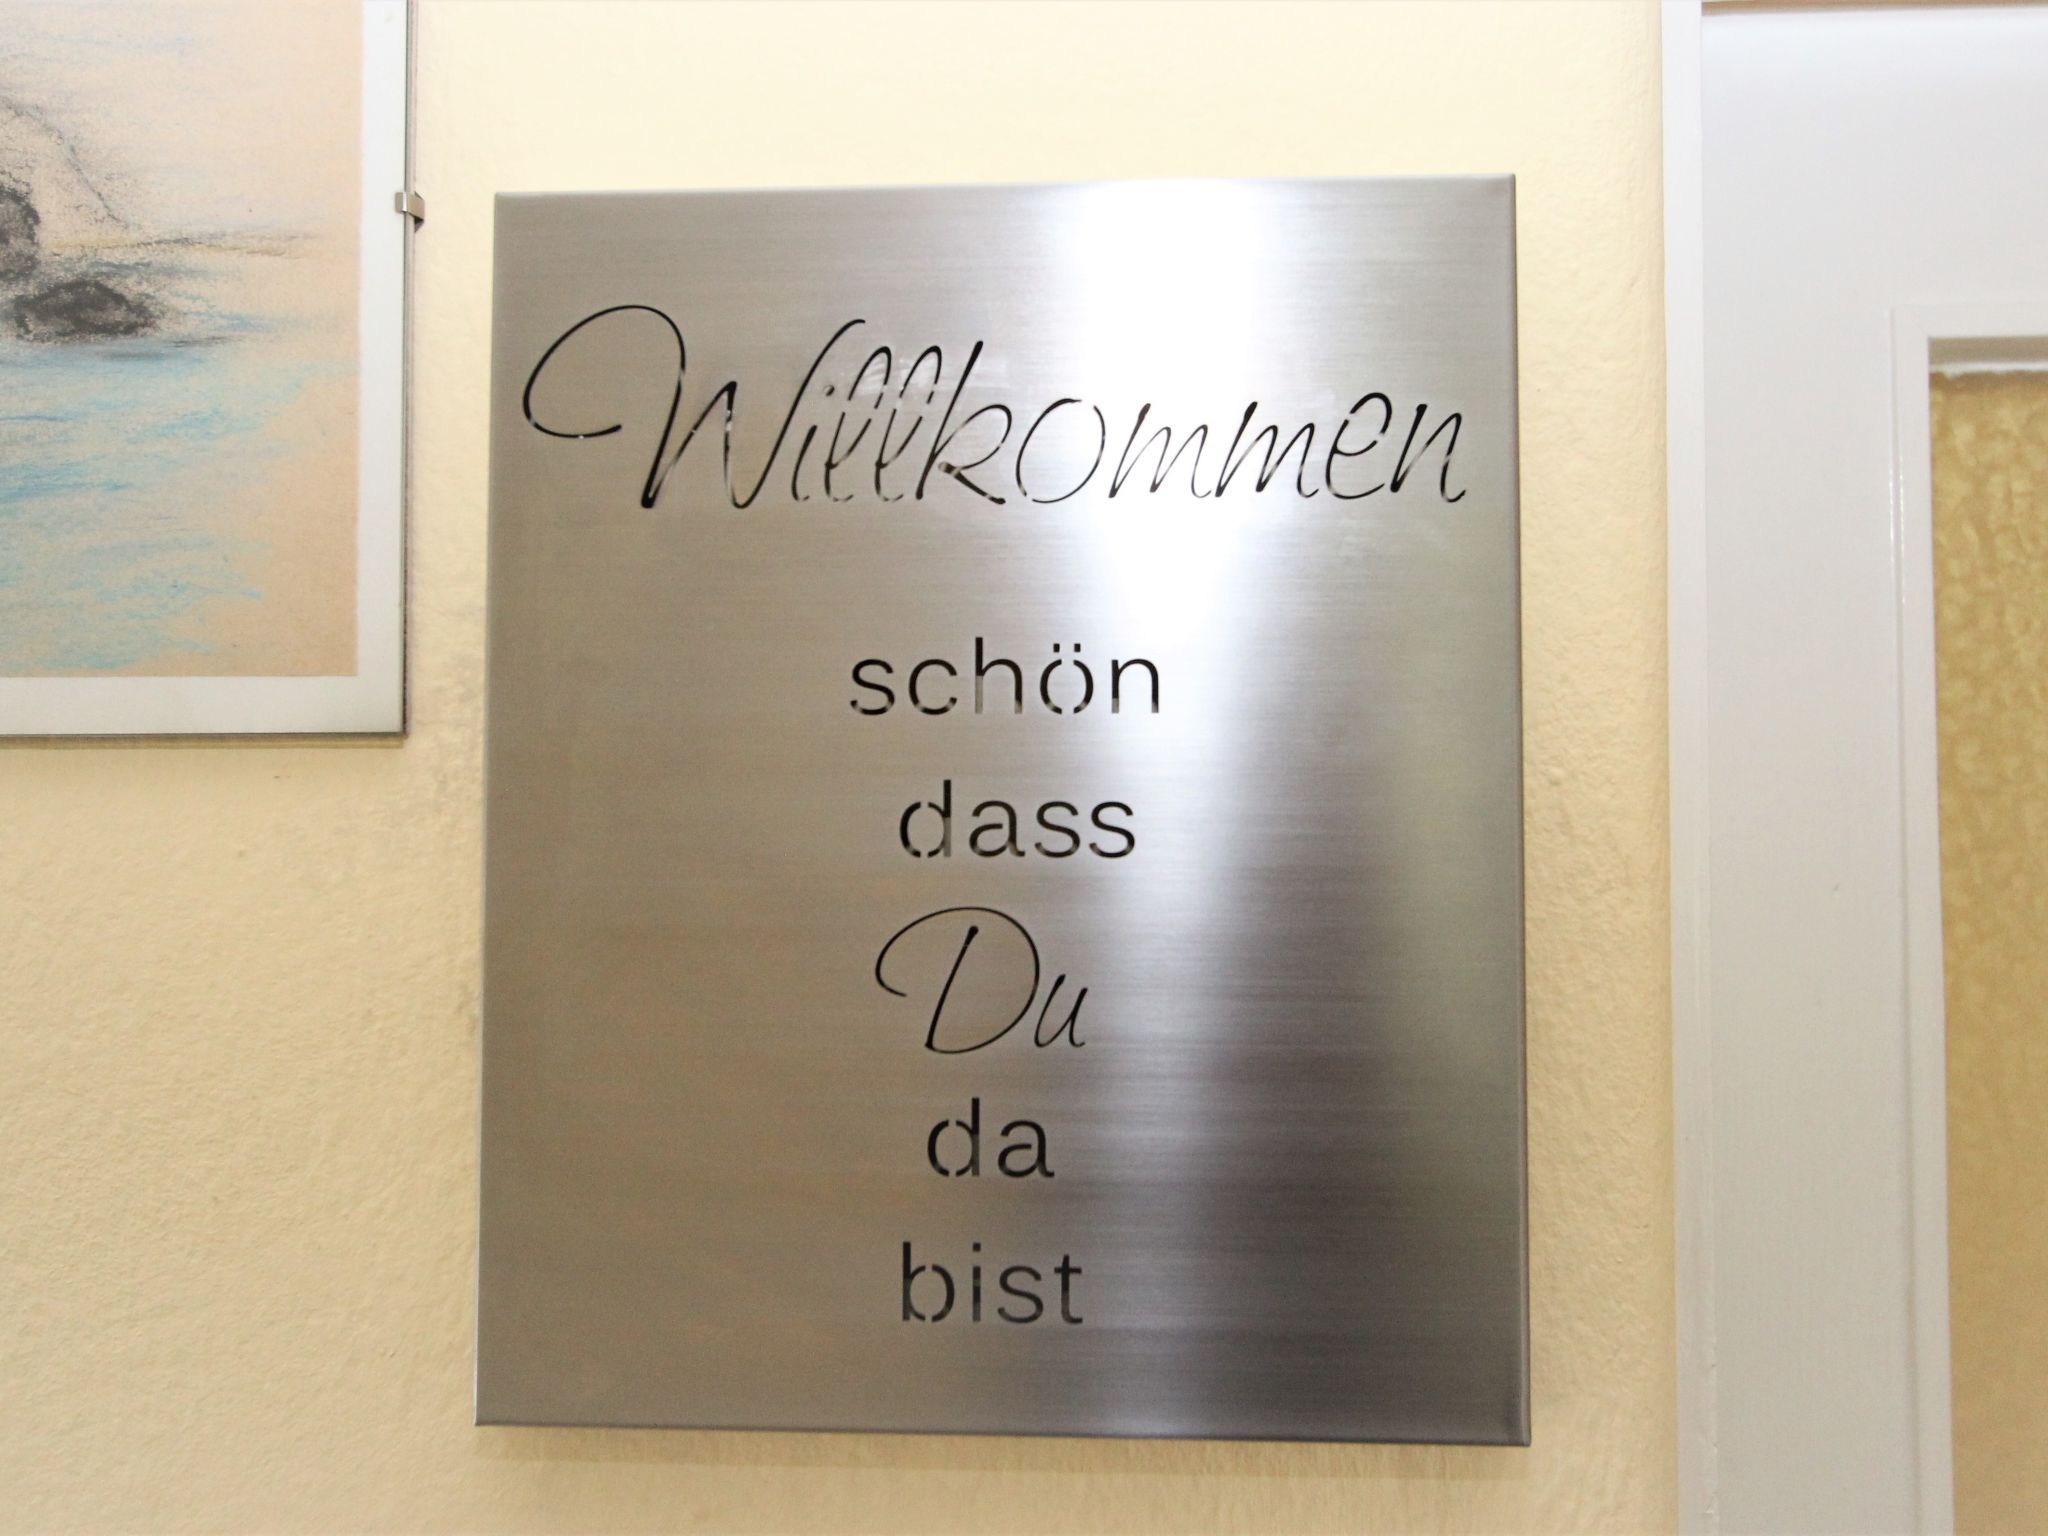 Willkommen
schön
dass
Du
da
bist